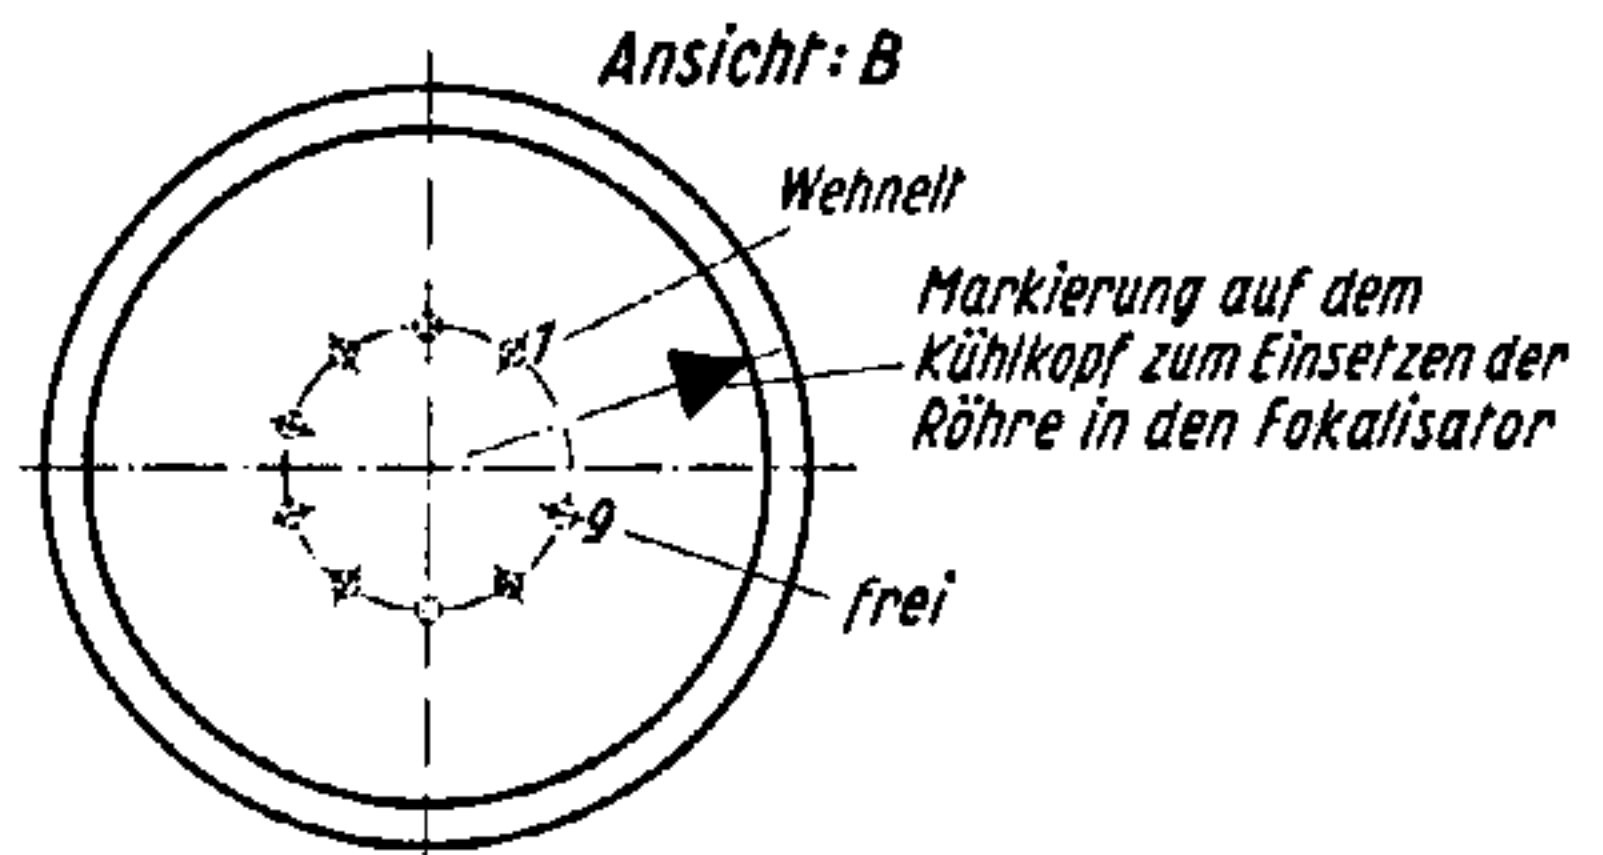 Ansicht: B
Wehnelt
Markierung auf dem
Kühlkopf zum Einsetzen der
Röhre in den Fokalisator
1
9
frei